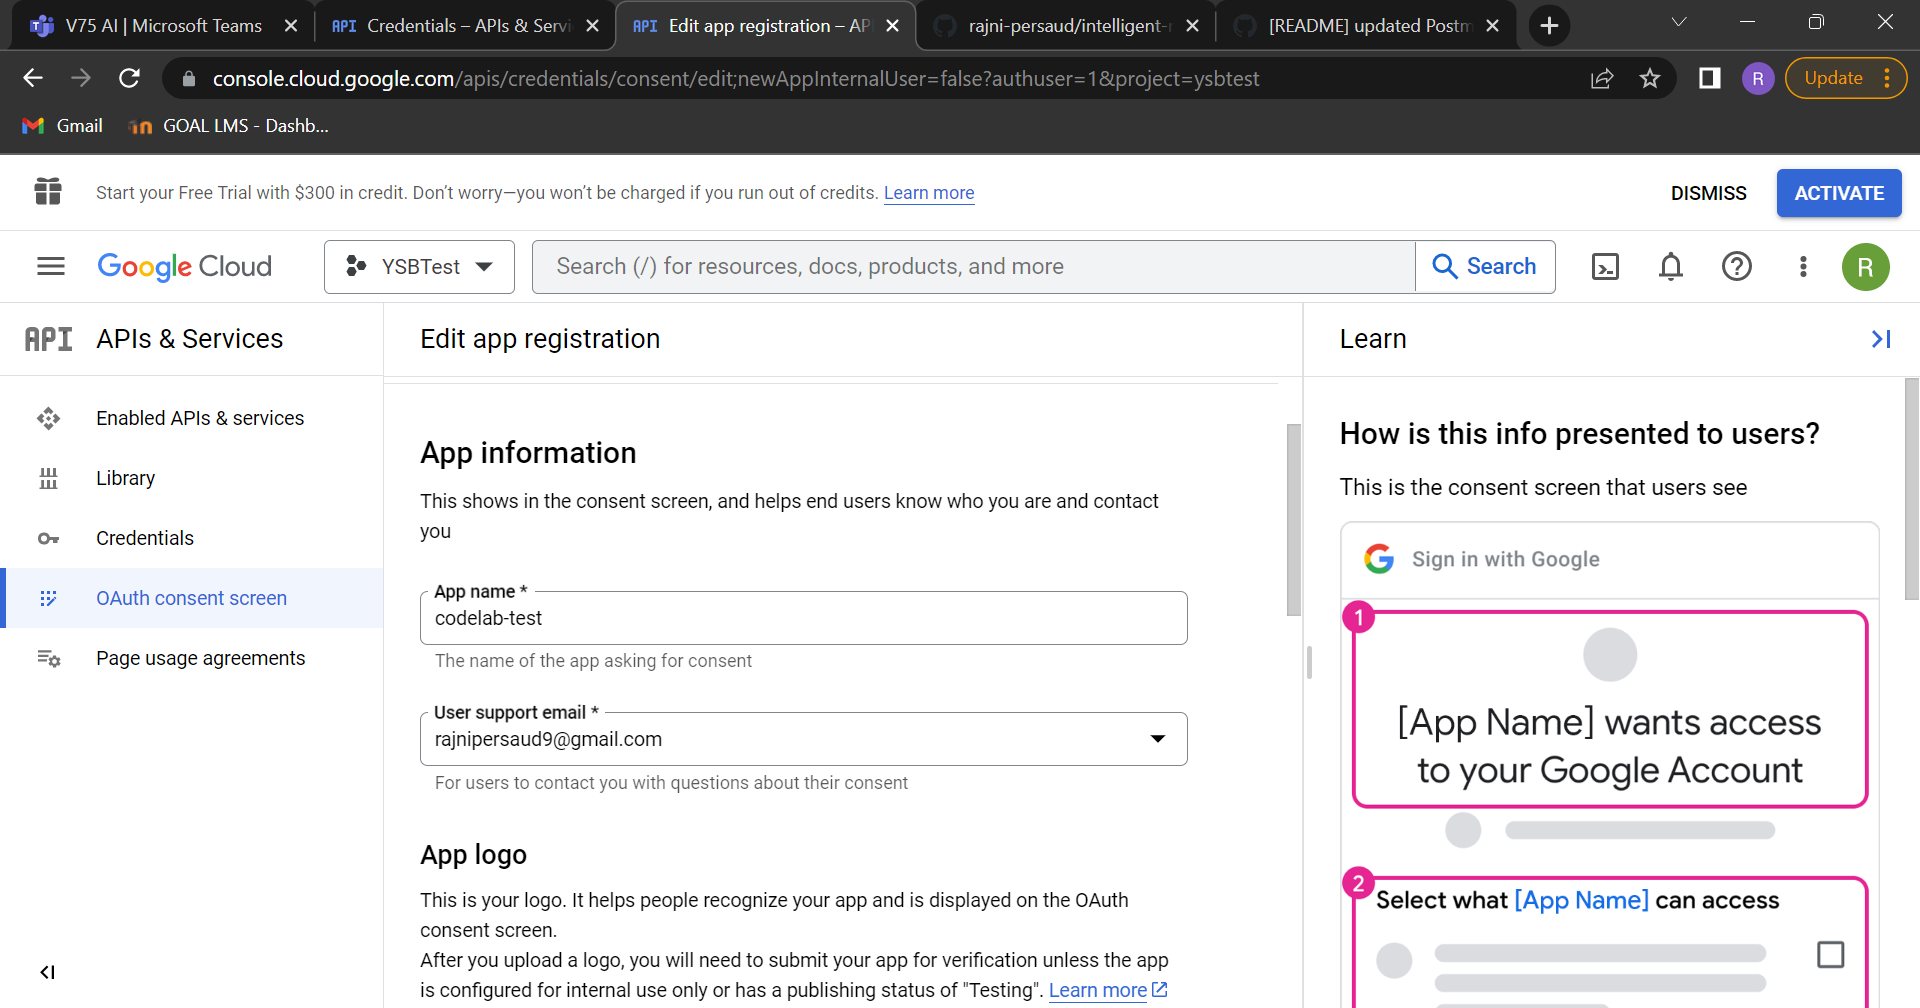 V75 AI | Microsoft Teams
API Credentials – APIs & Servi
API Edit app registration – AP
rajni-persaud/intelligent-r
[README] updated Postm
console.cloud.google.com/apis/credentials/consent/edit;newAppInternalUser=false?authuser=1&project=ysbtest
R
Update
Gmail
GOAL LMS - Dashb...
Start your Free Trial with $300 in credit. Don’t worry—you won’t be charged if you run out of credits. Learn more
DISMISS
ACTIVATE
Google Cloud
YSBTest
Search (/) for resources, docs, products, and more
Search
R
API APIs & Services
Enabled APIs & services
Library
Credentials
OAuth consent screen
Page usage agreements
Edit app registration
App information
This shows in the consent screen, and helps end users know who you are and contact
you
App name *
codelab-test
The name of the app asking for consent
User support email *
rajnipersaud9@gmail.com
For users to contact you with questions about their consent
App logo
This is your logo. It helps people recognize your app and is displayed on the OAuth
consent screen.
After you upload a logo, you will need to submit your app for verification unless the app
is configured for internal use only or has a publishing status of "Testing". Learn more
Learn
How is this info presented to users?
This is the consent screen that users see
Sign in with Google
1
[App Name] wants access
to your Google Account
2
Select what [App Name] can access